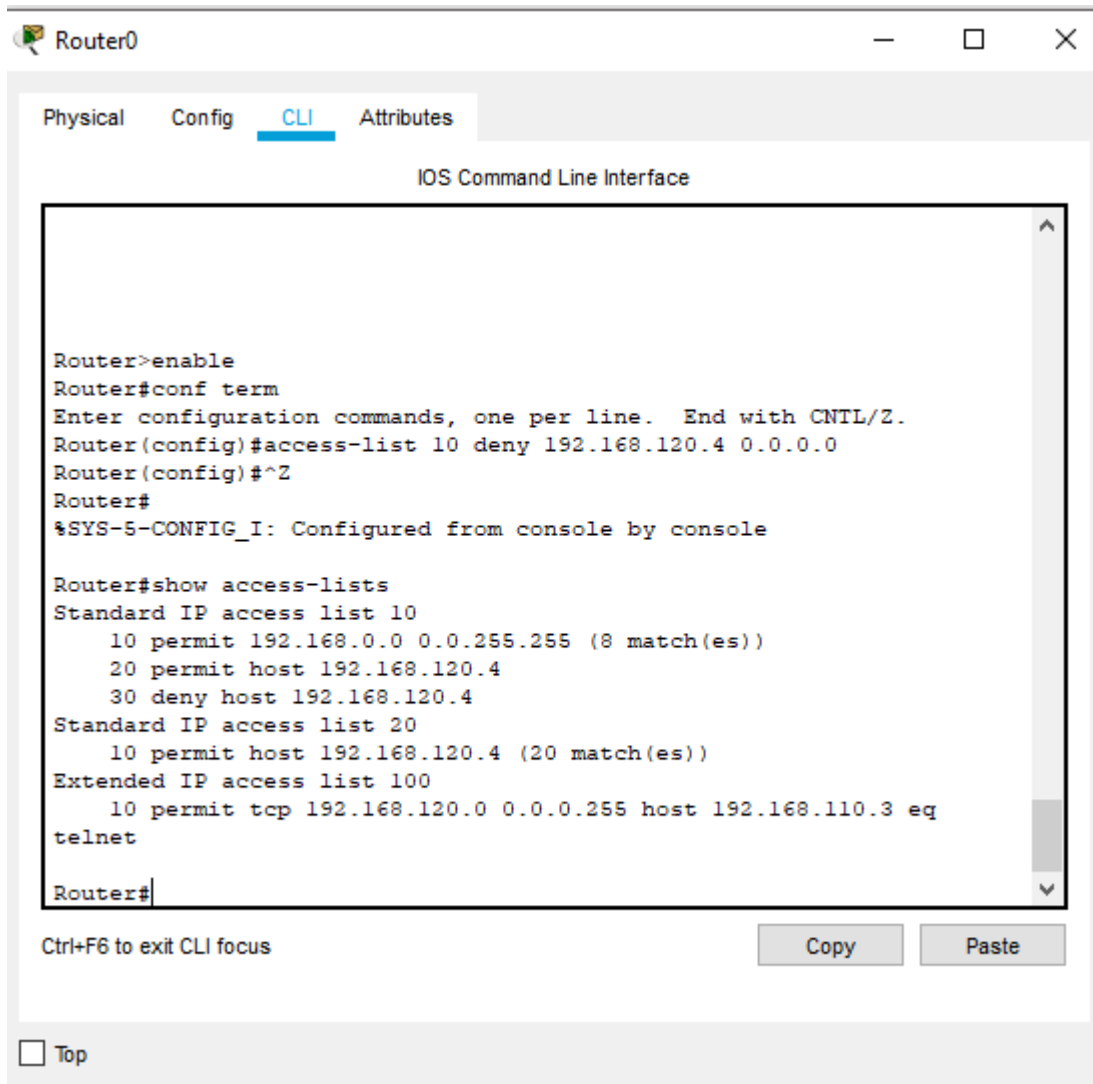 Router0
Physical Config CLI Attributes
IOS Command Line Interface
Router>enable
Router#conf term
Enter configuration commands, one per line.  End with CNTL/Z.
Router(config)#access-list 10 deny 192.168.120.4 0.0.0.0
Router(config)#^Z
Router#
%SYS-5-CONFIG_I: Configured from console by console
Router#show access-lists
Standard IP access list 10
    10 permit 192.168.0.0 0.0.255.255 (8 match(es))
    20 permit host 192.168.120.4
    30 deny host 192.168.120.4
Standard IP access list 20
    10 permit host 192.168.120.4 (20 match(es))
Extended IP access list 100
    10 permit tcp 192.168.120.0 0.0.0.255 host 192.168.110.3 eq
telnet
Router#
Ctrl+F6 to exit CLI focus
Copy Paste
Top